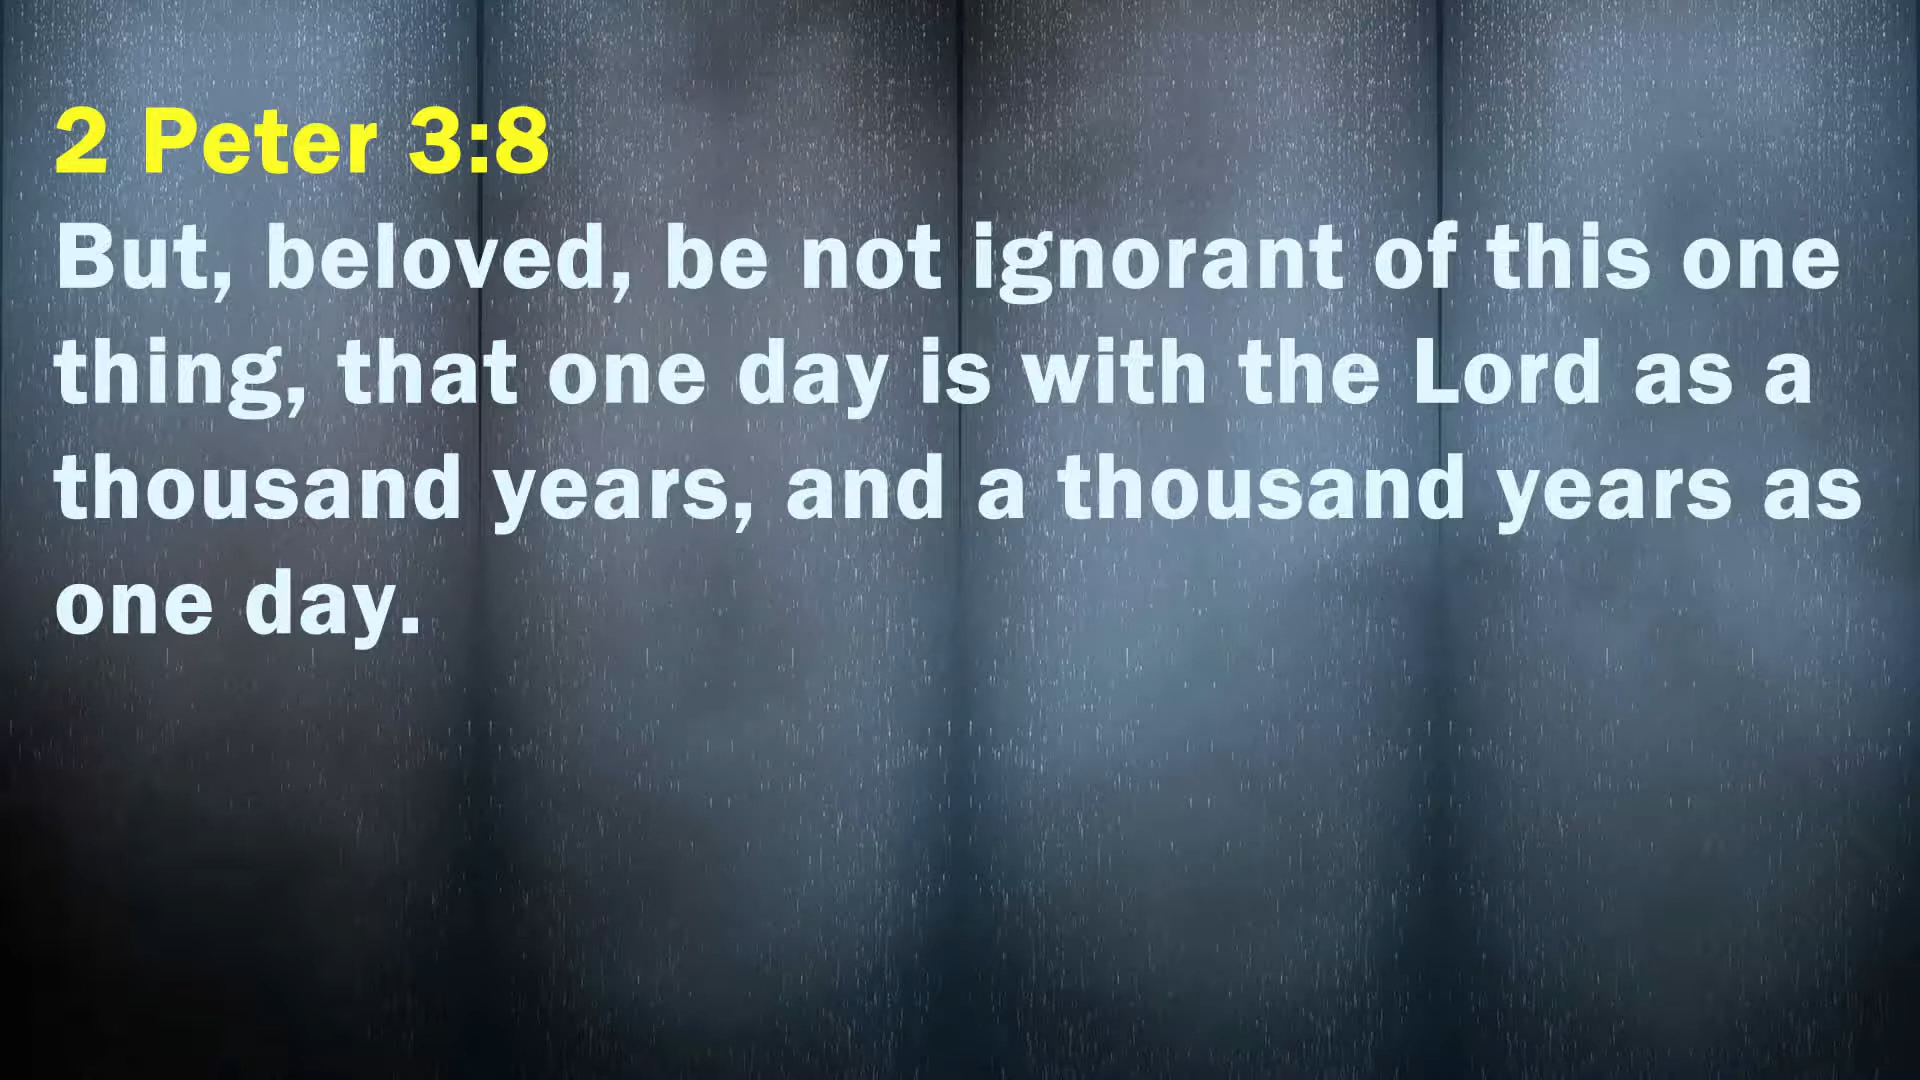 2 Peter 3:8
But, beloved, be not ignorant of this one
thing, that one day is with the Lord as a
thousand years, and a thousand years as
one day.